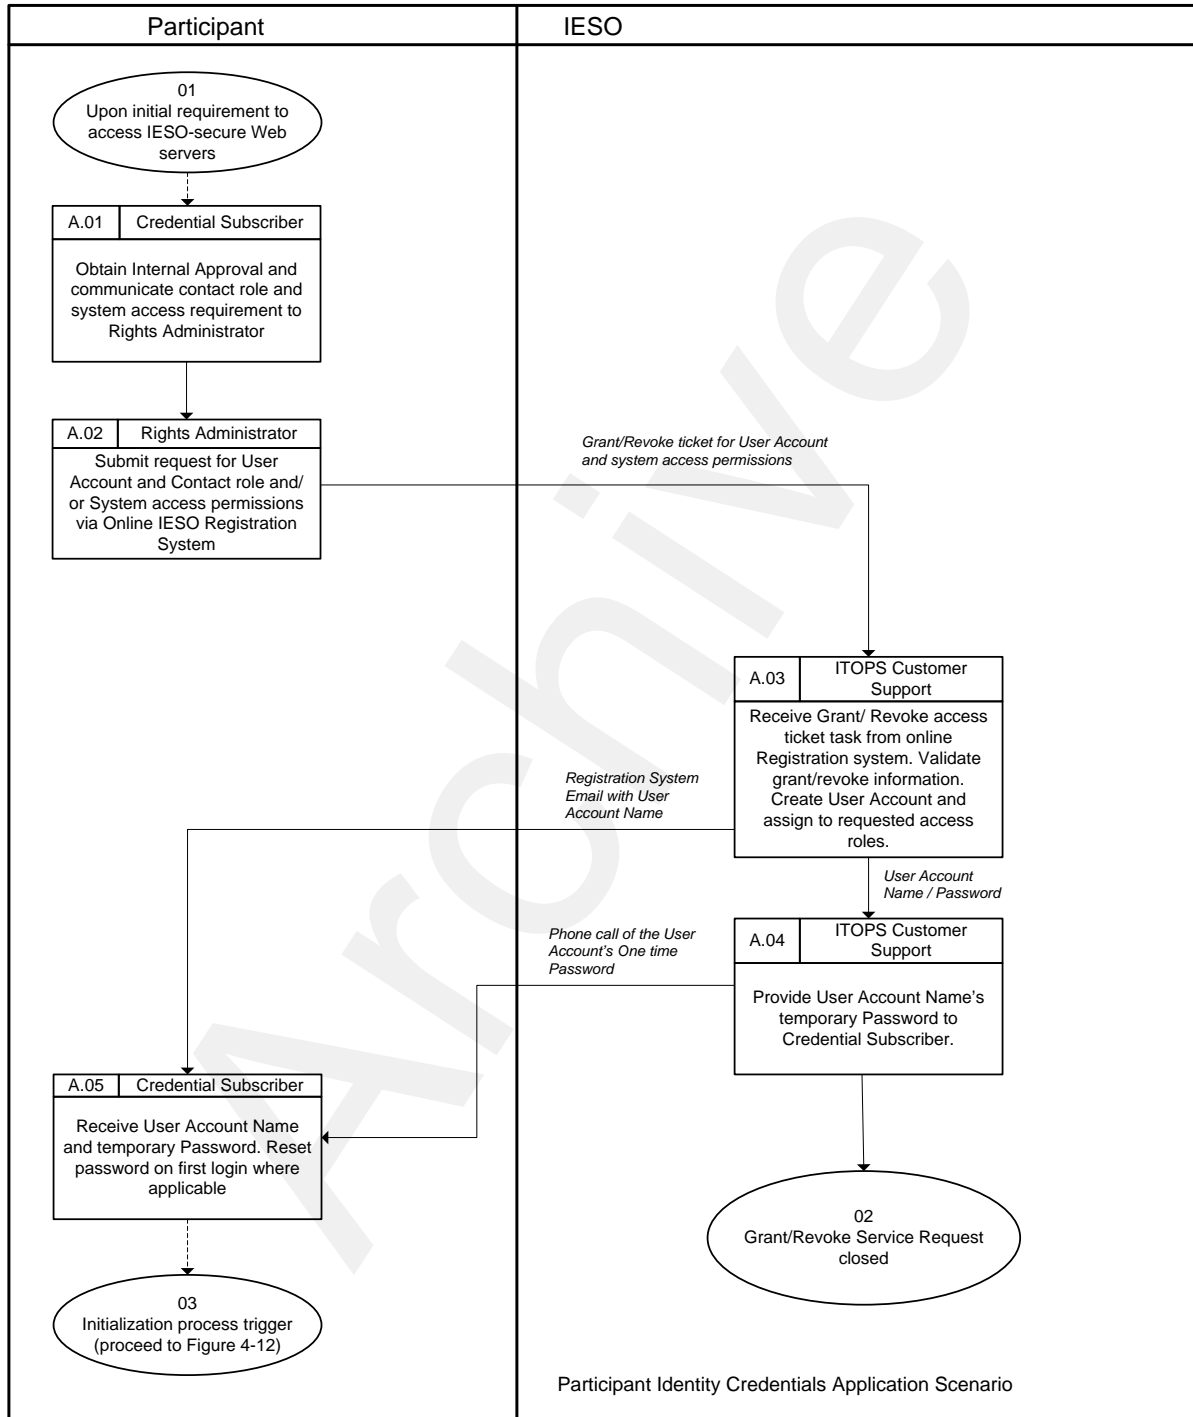 Participant
IESO
01
Upon initial requirement to
access IESO-secure Web
servers
A.01
Credential Subscriber
Obtain Internal Approval and
communicate contact role and
system access requirement to
Rights Administrator
A.02
Rights Administrator
Submit request for User
Account and Contact role and/
or System access permissions
via Online IESO Registration
System
Grant/Revoke ticket for User Account
and system access permissions
A.03
ITOPS Customer
Support
Receive Grant/ Revoke access
ticket task from online
Registration system. Validate
grant/revoke information.
Create User Account and
assign to requested access
roles.
Registration System
Email with User
Account Name
User Account
Name / Password
A.04
ITOPS Customer
Support
Provide User Account Name’s
temporary Password to
Credential Subscriber.
Phone call of the User
Account’s One time
Password
A.05
Credential Subscriber
Receive User Account Name
and temporary Password. Reset
password on first login where
applicable
02
Grant/Revoke Service Request
closed
03
Initialization process trigger
(proceed to Figure 4-12)
Participant Identity Credentials Application Scenario
Archive